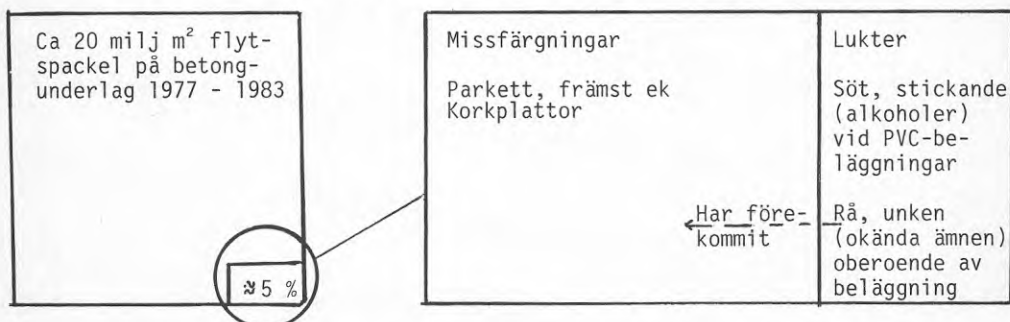 Ca 20 milj m² flyt-
spackel på betong-
underlag 1977 - 1983
≈5 %
Missfärgningar
Parkett, främst ek
Korkplattor
Har före-
kommit
Lukter
Söt, stickande
(alkoholer)
vid PVC-be-
läggningar
Rå, unken
(okända ämnen)
oberoende av
beläggning